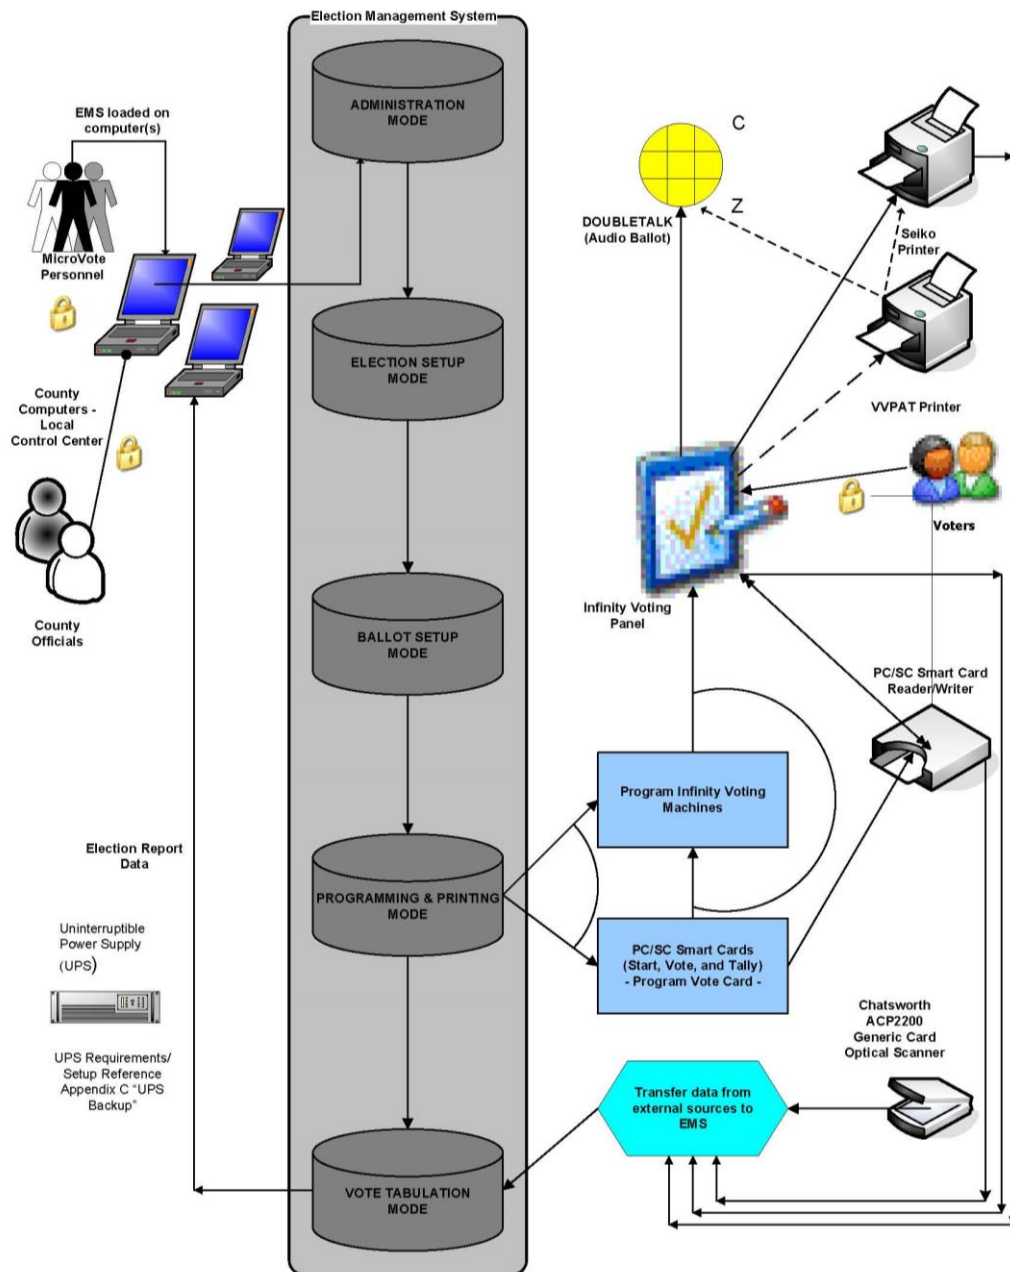 Election Management System
ADMINISTRATION
MODE
EMS loaded on
computer(s)
MicroVote
Personnel
County
Computers -
Local
Control Center
County
Officials
ELECTION SETUP
MODE
BALLOT SETUP
MODE
PROGRAMMING & PRINTING
MODE
VOTE TABULATION
MODE
Election Report
Data
Uninterruptible
Power Supply
(UPS)
UPS Requirements/
Setup Reference
Appendix C "UPS
Backup"
C
Z
DOUBLETALK
(Audio Ballot)
Seiko
Printer
VVPAT Printer
Voters
Infinity Voting
Panel
PC/SC Smart Card
Reader/Writer
Program Infinity Voting
Machines
PC/SC Smart Cards
(Start, Vote, and Tally)
- Program Vote Card -
Chatsworth
ACP2200
Generic Card
Optical Scanner
Transfer data from
external sources to
EMS